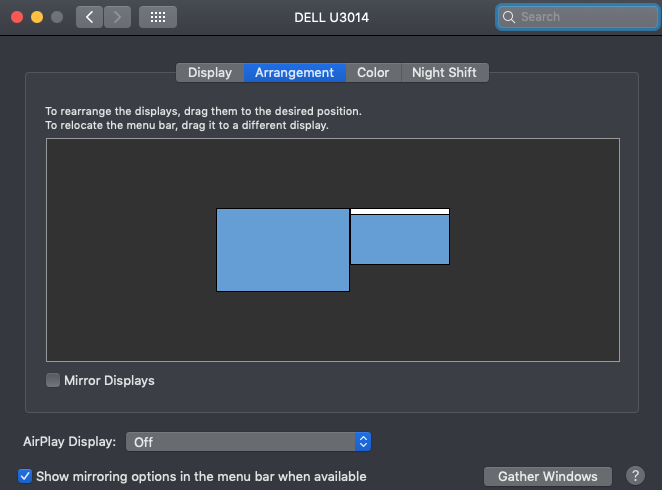 DELL U3014
Search
Display Arrangement Color Night Shift
To rearrange the displays, drag them to the desired position.
To relocate the menu bar, drag it to a different display.
Mirror Displays
AirPlay Display: Off
Show mirroring options in the menu bar when available
Gather Windows
?